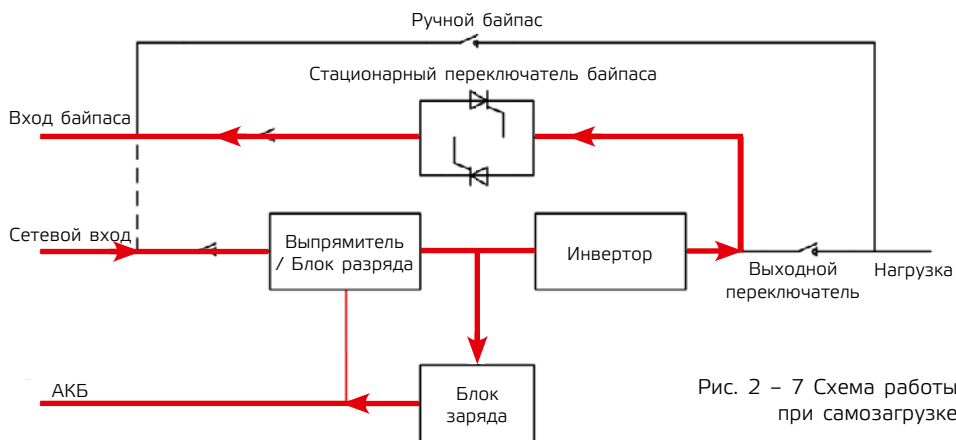 Ручной байпас
Стационарный переключатель байпаса
Вход байпаса
Сетевой вход
Выпрямитель
/ Блок разряда
Инвертор
Выходной
переключатель
Нагрузка
АКБ
Блок
заряда
Рис. 2 – 7 Схема работы
при самозагрузке